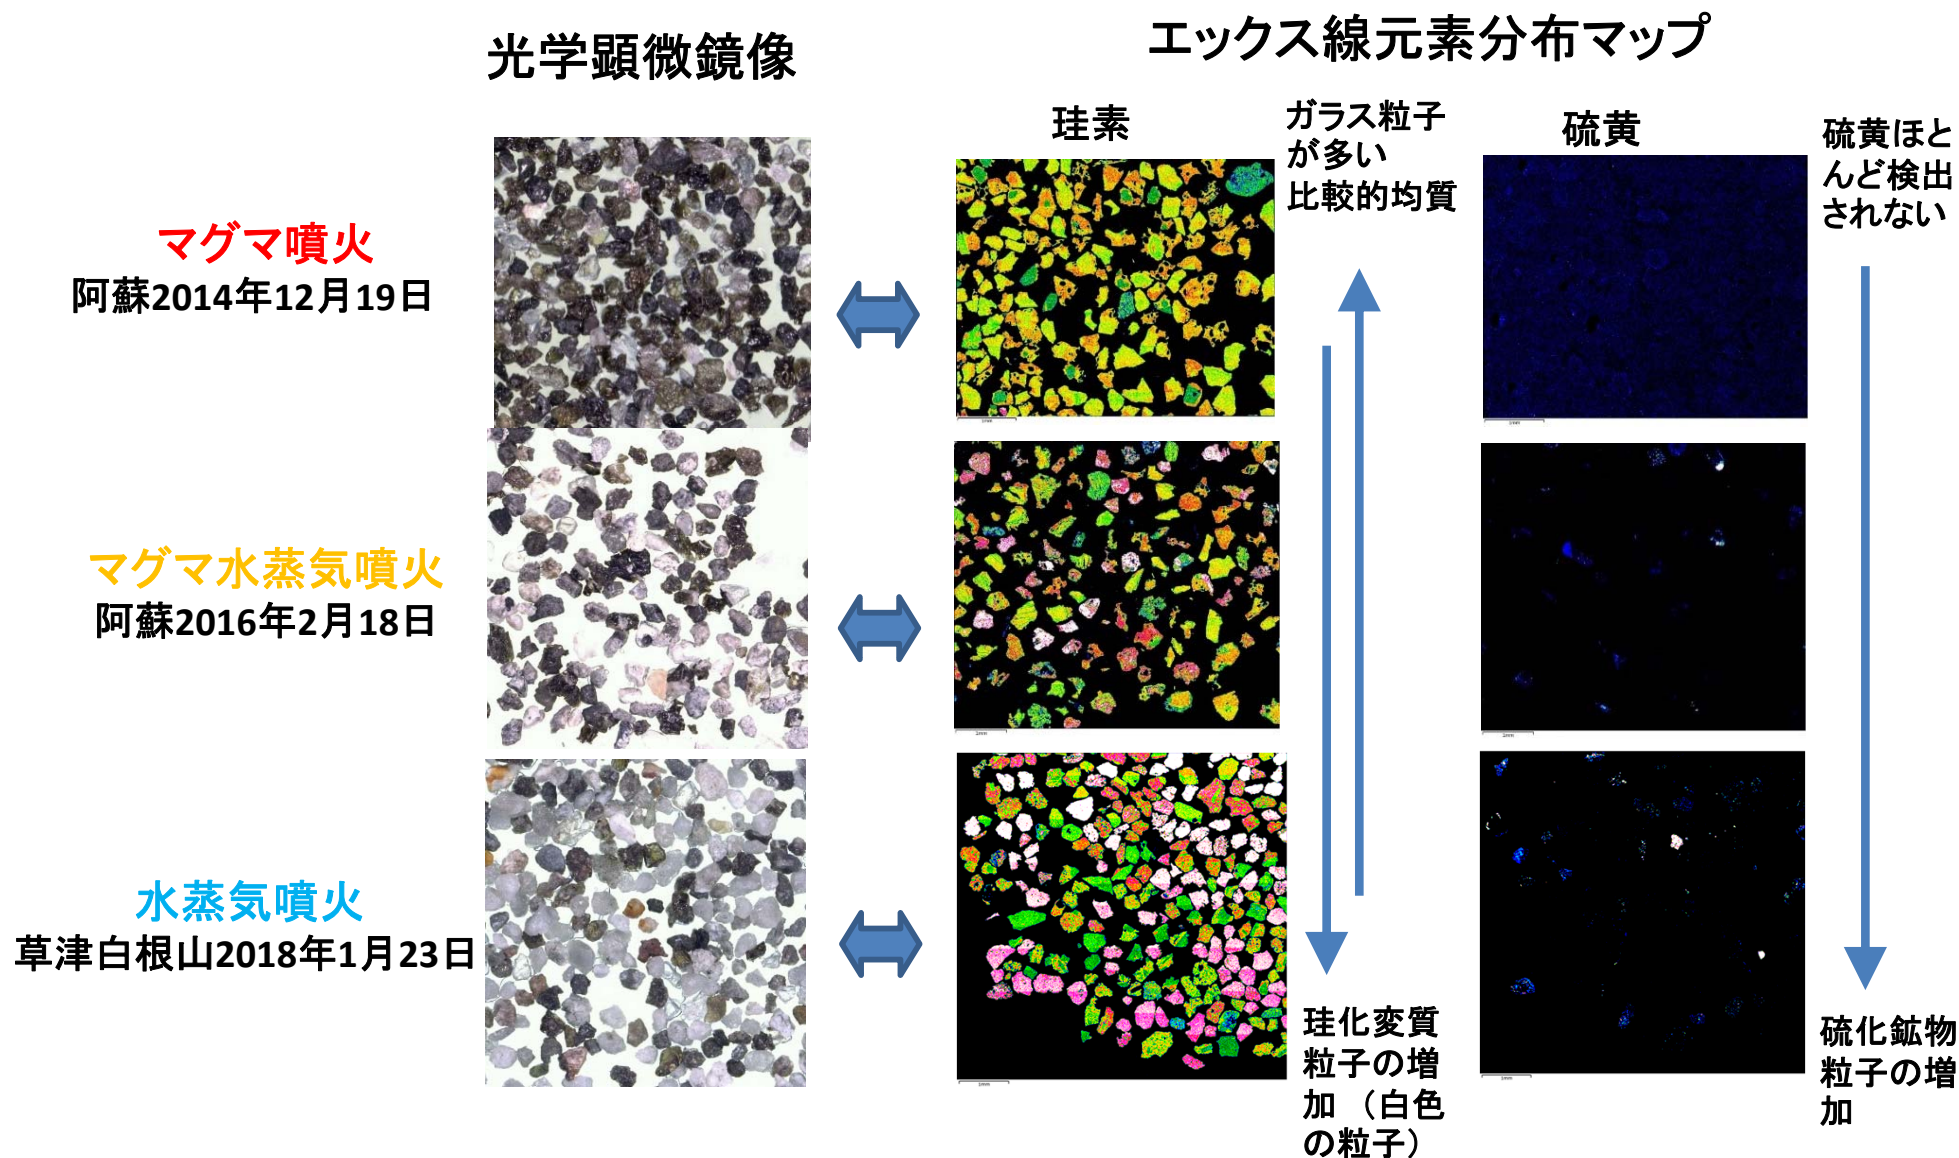 光学顕微鏡像
エックス線元素分布マップ
珪素
ガラス粒子
が多い
比較的均質
硫黄
硫黄ほと
んど検出
されない
マグマ噴火
阿蘇2014年12月19日
マグマ水蒸気噴火
阿蘇2016年2月18日
水蒸気噴火
草津白根山2018年1月23日
珪化変質
粒子の増
加（白色
の粒子）
硫化鉱物
粒子の増
加